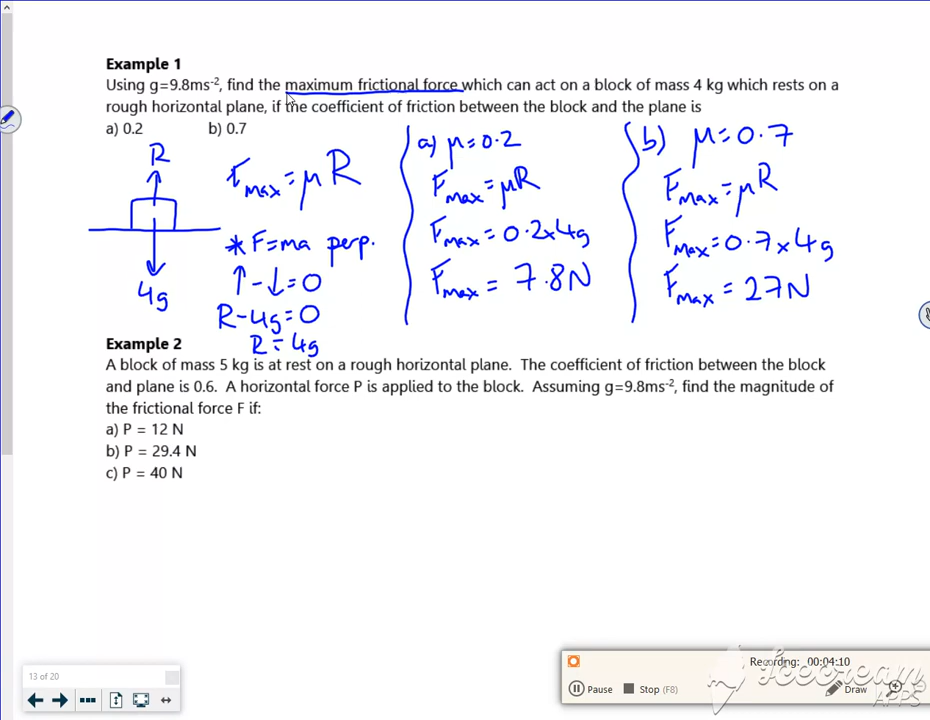 Example 1
Using g=9.8ms⁻², find the maximum frictional force which can act on a block of mass 4 kg which rests on a
rough horizontal plane, if the coefficient of friction between the block and the plane is
a) 0.2 b) 0.7
R
4g
Fmax = μR
* F=ma perp.
↑ - ↓ = 0
R-4g=0
R = 4g
a) μ=0.2
Fmax = μR
Fmax = 0.2x4g
Fmax = 7.8N
b) μ=0.7
Fmax = μR
Fmax = 0.7x4g
Fmax = 27N
Example 2
A block of mass 5 kg is at rest on a rough horizontal plane. The coefficient of friction between the block
and plane is 0.6. A horizontal force P is applied to the block. Assuming g=9.8ms⁻², find the magnitude of
the frictional force F if:
a) P = 12 N
b) P = 29.4 N
c) P = 40 N
13 of 20
Recording: 00:04:10
Pause Stop (F8) Draw
Icecream
APPS